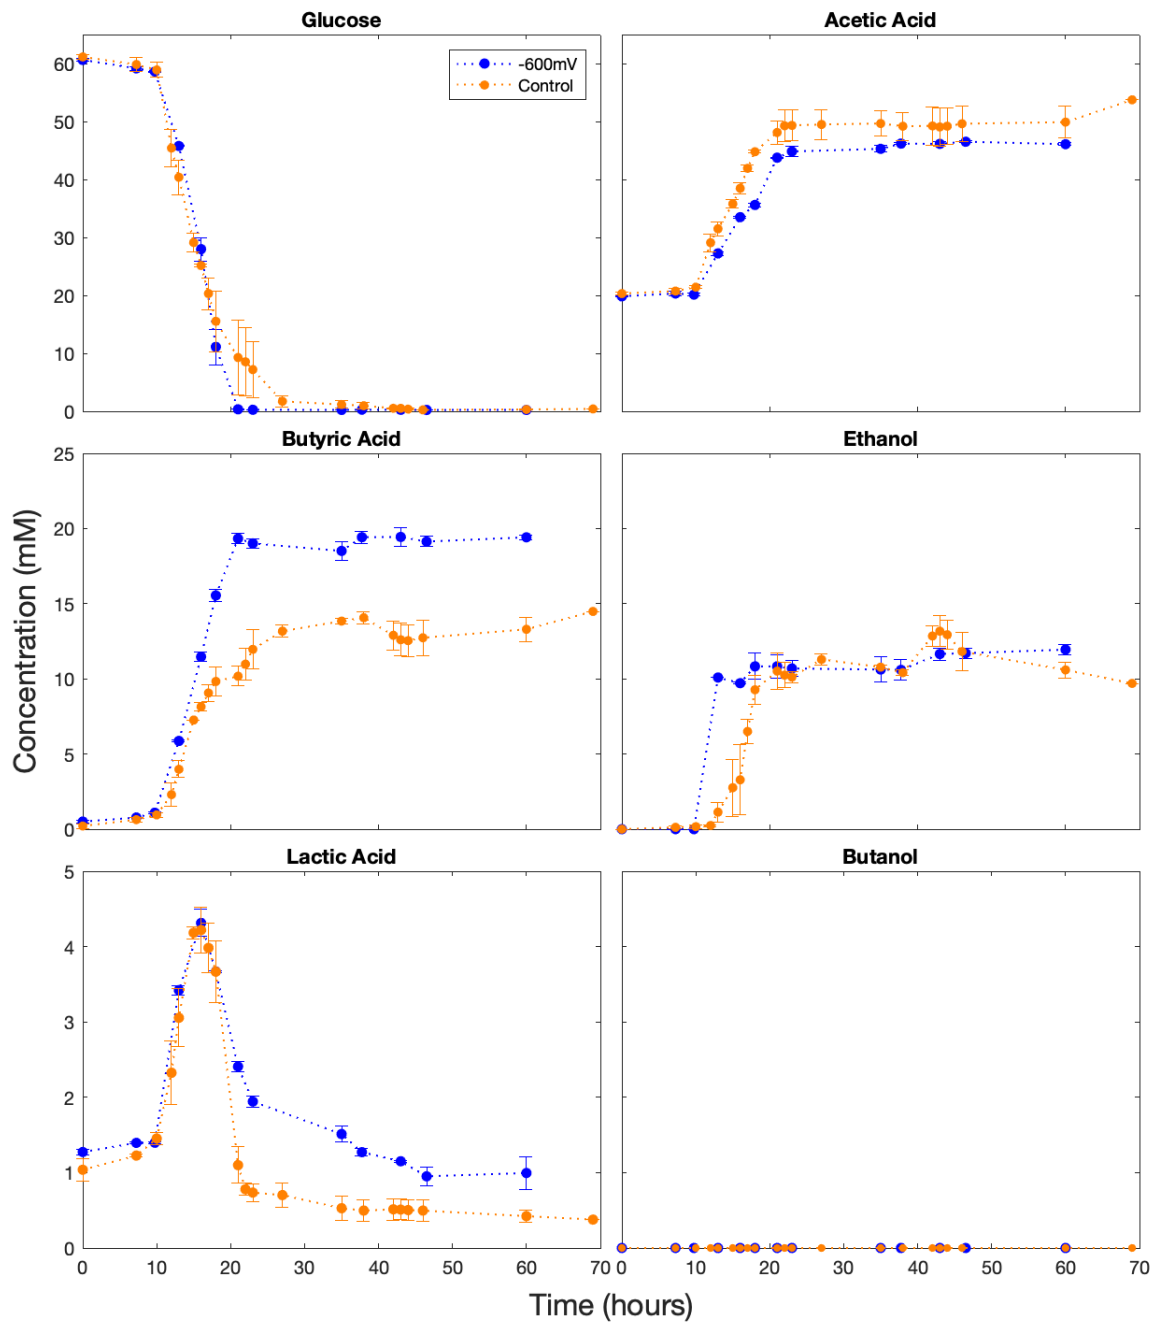 Glucose
Acetic Acid
-600mV
Control
60
50
40
30
20
10
0
Butyric Acid
Ethanol
25
20
15
10
5
0
Concentration (mM)
Lactic Acid
Butanol
5
4
3
2
1
0
0 10 20 30 40 50 60 70
0 10 20 30 40 50 60 70
Time (hours)